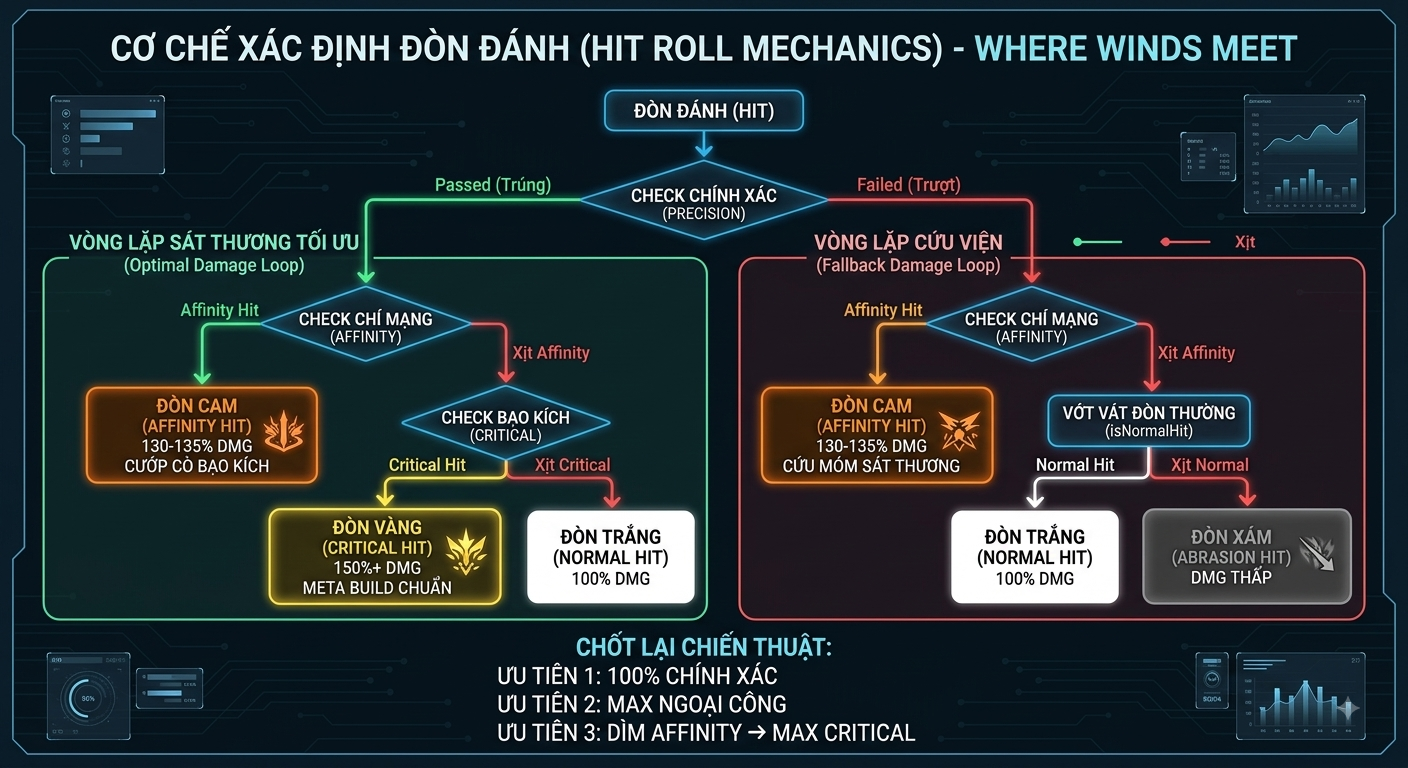 CƠ CHẾ XÁC ĐỊNH ĐÒN ĐÁNH (HIT ROLL MECHANICS) - WHERE WINDS MEET
ĐÒN ĐÁNH (HIT)
Passed (Trúng)
CHECK CHÍNH XÁC
(PRECISION)
Failed (Trượt)
VÒNG LẶP SÁT THƯƠNG TỐI ƯU
(Optimal Damage Loop)
VÒNG LẶP CỨU VIỆN
(Fallback Damage Loop)
Xịt
Affinity Hit
CHECK CHÍ MẠNG
(AFFINITY)
Xịt Affinity
Affinity Hit
CHECK CHÍ MẠNG
(AFFINITY)
Xịt Affinity
ĐÒN CAM
(AFFINITY HIT)
130-135% DMG
CƯỚP CÒ BẠO KÍCH
CHECK BẠO KÍCH
(CRITICAL)
ĐÒN CAM
(AFFINITY HIT)
130-135% DMG
CỨU MÓM SÁT THƯƠNG
VỚT VÁT ĐÒN THƯỜNG
(isNormalHit)
Critical Hit
Xịt Critical
Normal Hit
Xịt Normal
ĐÒN VÀNG
(CRITICAL HIT)
150%+ DMG
META BUILD CHUẨN
ĐÒN TRẮNG
(NORMAL HIT)
100% DMG
ĐÒN TRẮNG
(NORMAL HIT)
100% DMG
ĐÒN XÁM
(ABRASION HIT)
DMG THẤP
CHỐT LẠI CHIẾN THUẬT:
ƯU TIÊN 1: 100% CHÍNH XÁC
ƯU TIÊN 2: MAX NGOẠI CÔNG
ƯU TIÊN 3: DÌM AFFINITY → MAX CRITICAL